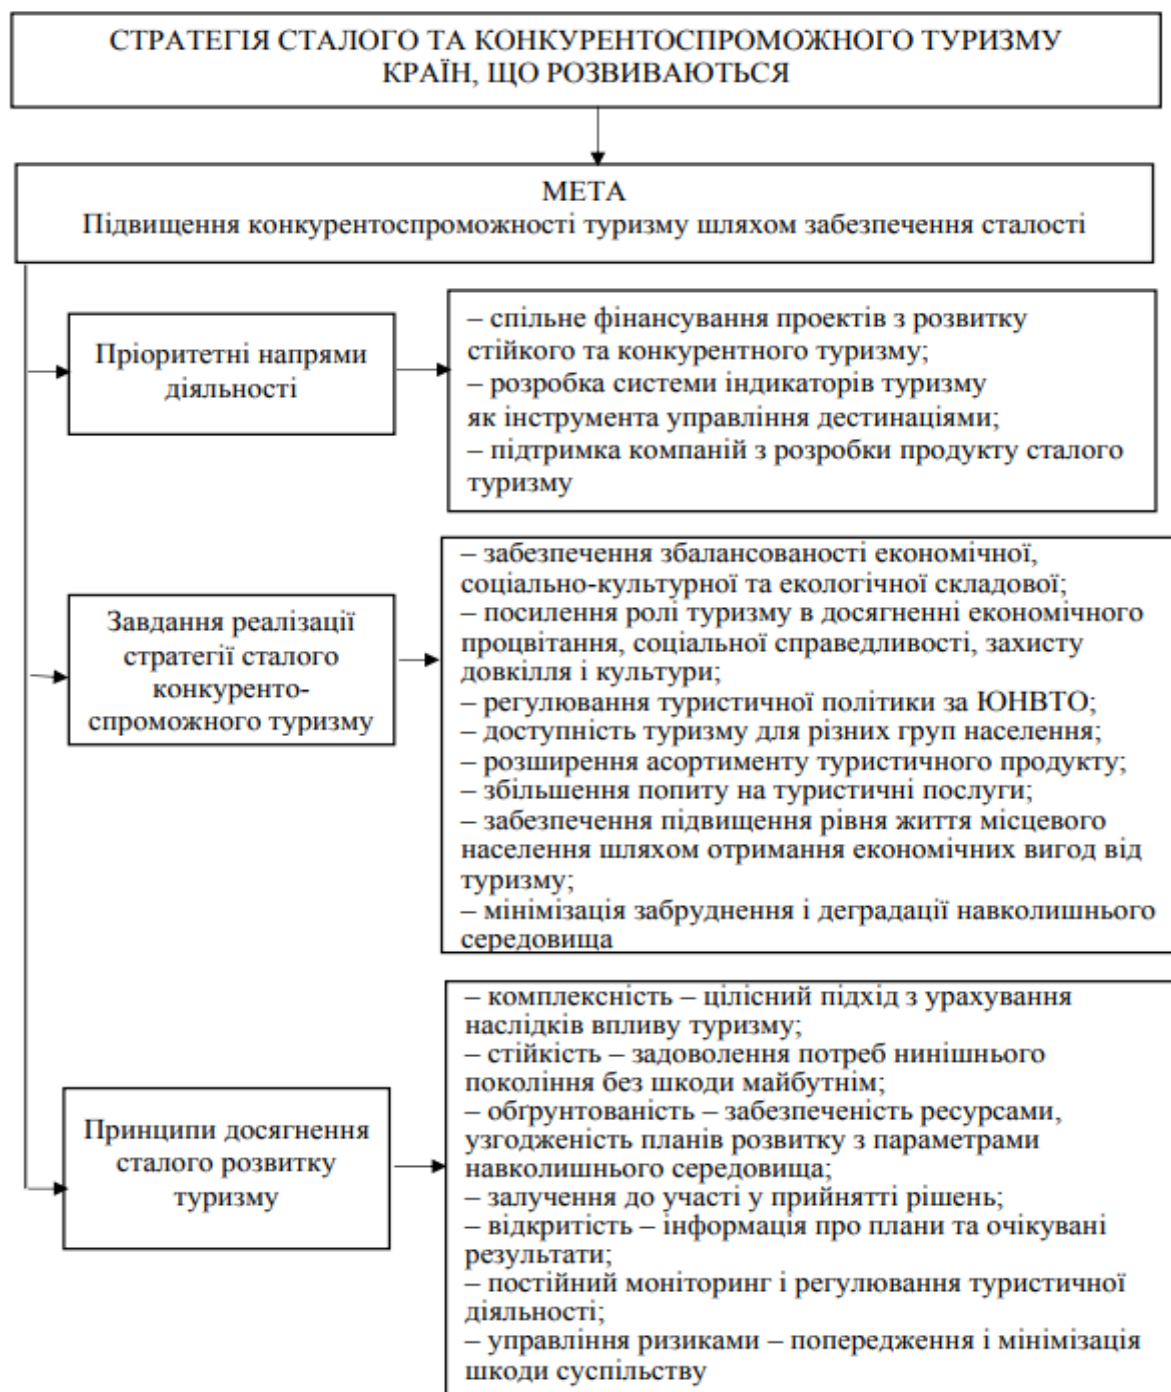 СТРАТЕГІЯ СТАЛОГО ТА КОНКУРЕНТОСПРОМОЖНОГО ТУРИЗМУ
КРАЇН, ЩО РОЗВИВАЮТЬСЯ
МЕТА
Підвищення конкурентоспроможності туризму шляхом забезпечення сталості
Пріоритетні напрями
діяльності
– спільне фінансування проектів з розвитку
стійкого та конкурентного туризму;
– розробка системи індикаторів туризму
як інструмента управління дестинаціями;
– підтримка компаній з розробки продукту сталого
туризму
Завдання реалізації
стратегії сталого
конкуренто-
спроможного туризму
– забезпечення збалансованості економічної,
соціально-культурної та екологічної складової;
– посилення ролі туризму в досягненні економічного
процвітання, соціальної справедливості, захисту
довкілля і культури;
– регулювання туристичної політики за ЮНВТО;
– доступність туризму для різних груп населення;
– розширення асортименту туристичного продукту;
– збільшення попиту на туристичні послуги;
– забезпечення підвищення рівня життя місцевого
населення шляхом отримання економічних вигод від
туризму;
– мінімізація забруднення і деградації навколишнього
середовища
Принципи досягнення
сталого розвитку
туризму
– комплексність – цілісний підхід з урахування
наслідків впливу туризму;
– стійкість – задоволення потреб нинішнього
покоління без шкоди майбутнім;
– обґрунтованість – забезпеченість ресурсами,
узгодженість планів розвитку з параметрами
навколишнього середовища;
– залучення до участі у прийнятті рішень;
– відкритість – інформація про плани та очікувані
результати;
– постійний моніторинг і регулювання туристичної
діяльності;
– управління ризиками – попередження і мінімізація
шкоди суспільству